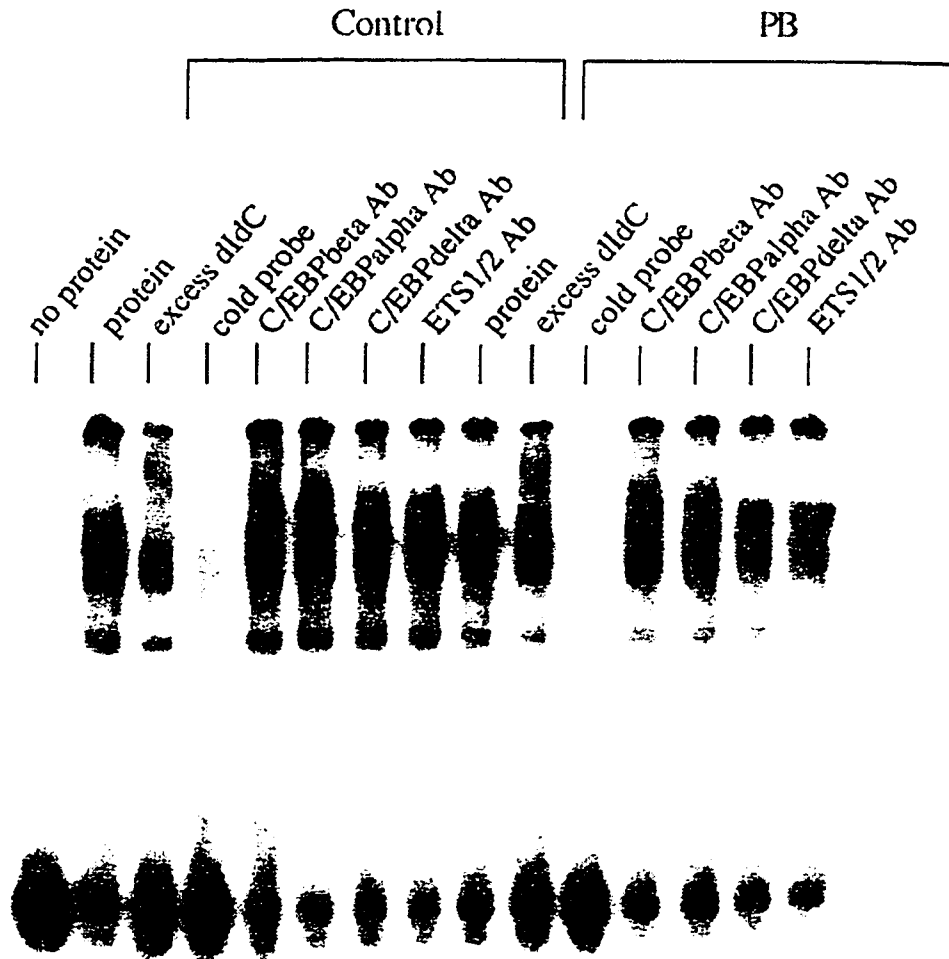 Control
PB
no protein
protein
excess dIdC
cold probe
C/EBPbeta Ab
C/EBPalpha Ab
C/EBPdelta Ab
ETS1/2 Ab
protein
excess dIdC
cold probe
C/EBPbeta Ab
C/EBPalpha Ab
C/EBPdelta Ab
ETS1/2 Ab